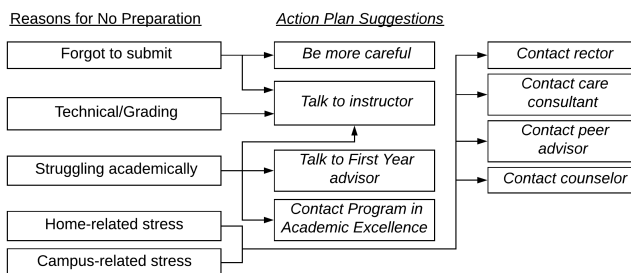 Reasons for No Preparation
Action Plan Suggestions
Forgot to submit
Technical/Grading
Struggling academically
Home-related stress
Campus-related stress
Be more careful
Talk to instructor
Talk to First Year
advisor
Contact Program in
Academic Excellence
Contact rector
Contact care
consultant
Contact peer
advisor
Contact counselor